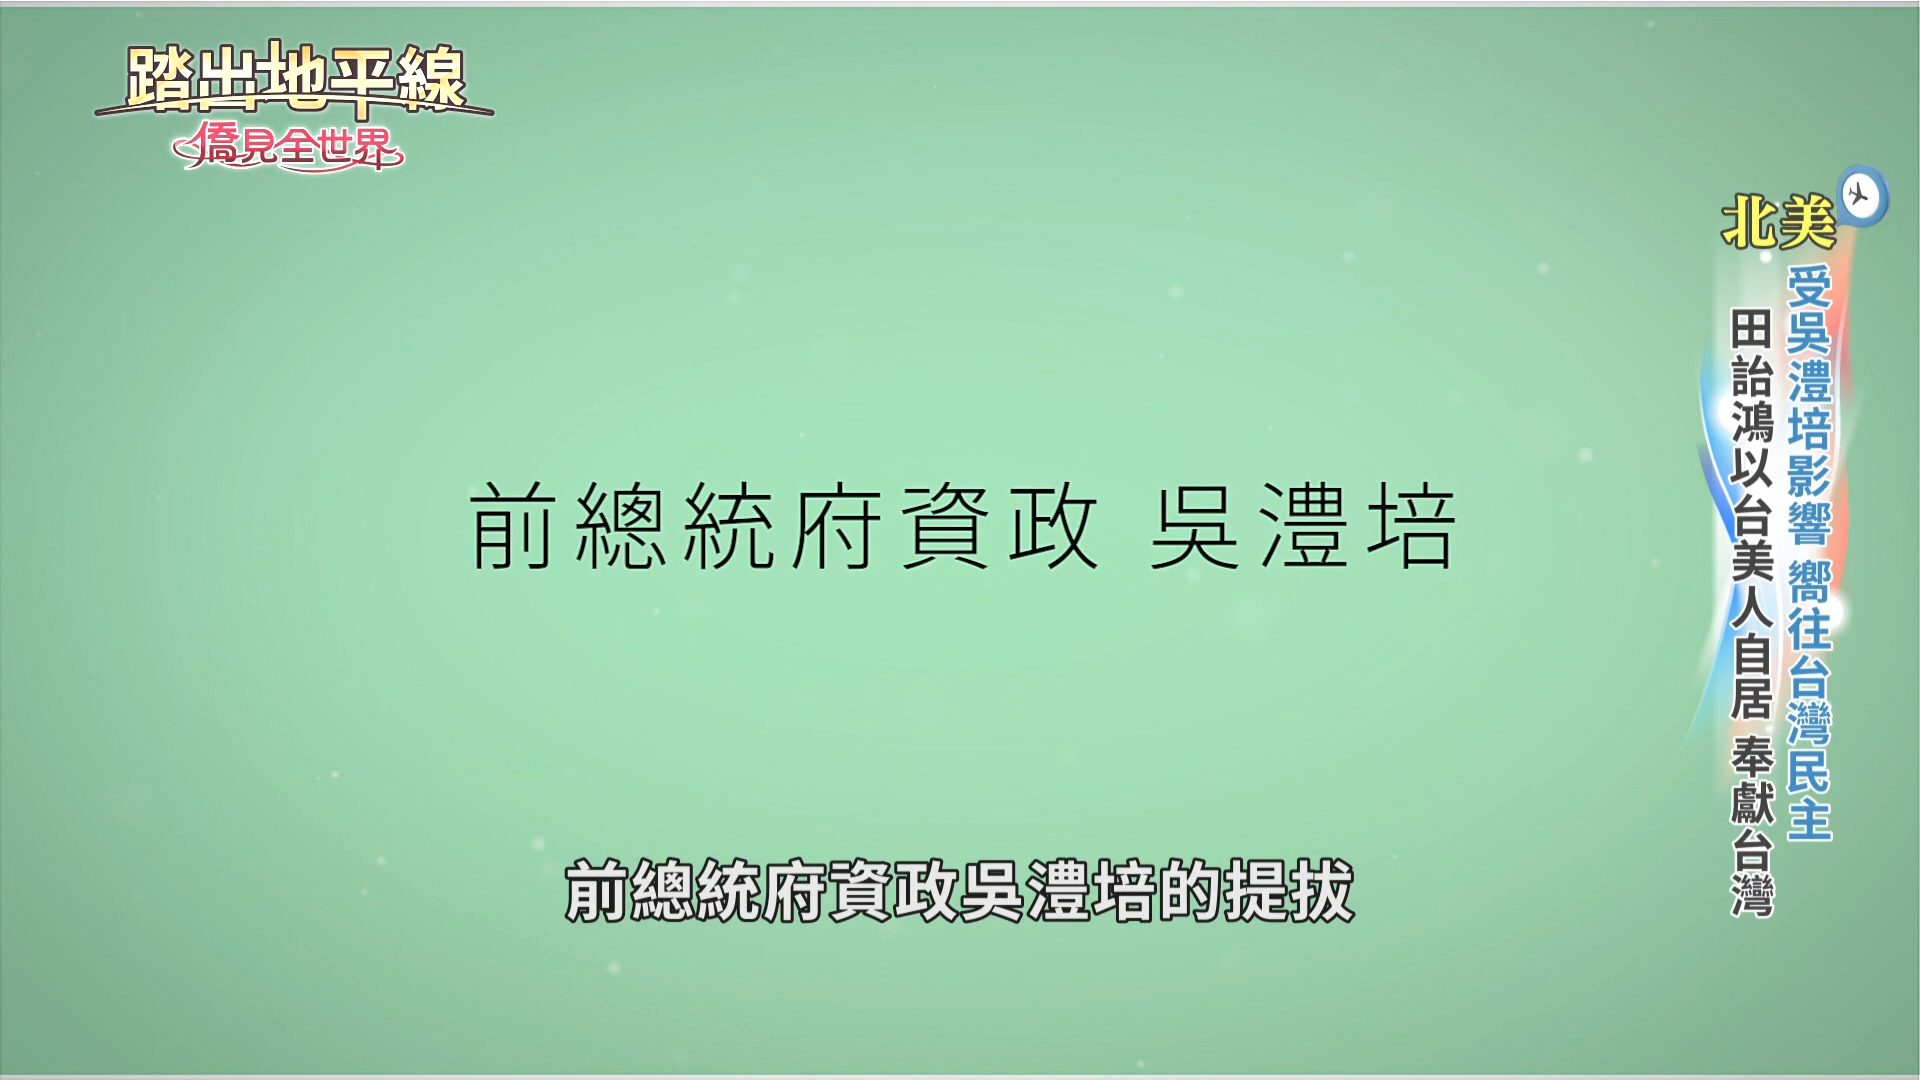 踏出地平線
僑見全世界
北美
受吳澧培影響 嚮往台灣民主
田詒鴻以台美人自居 奉獻台灣
前總統府資政 吳澧培
前總統府資政吳澧培的提拔